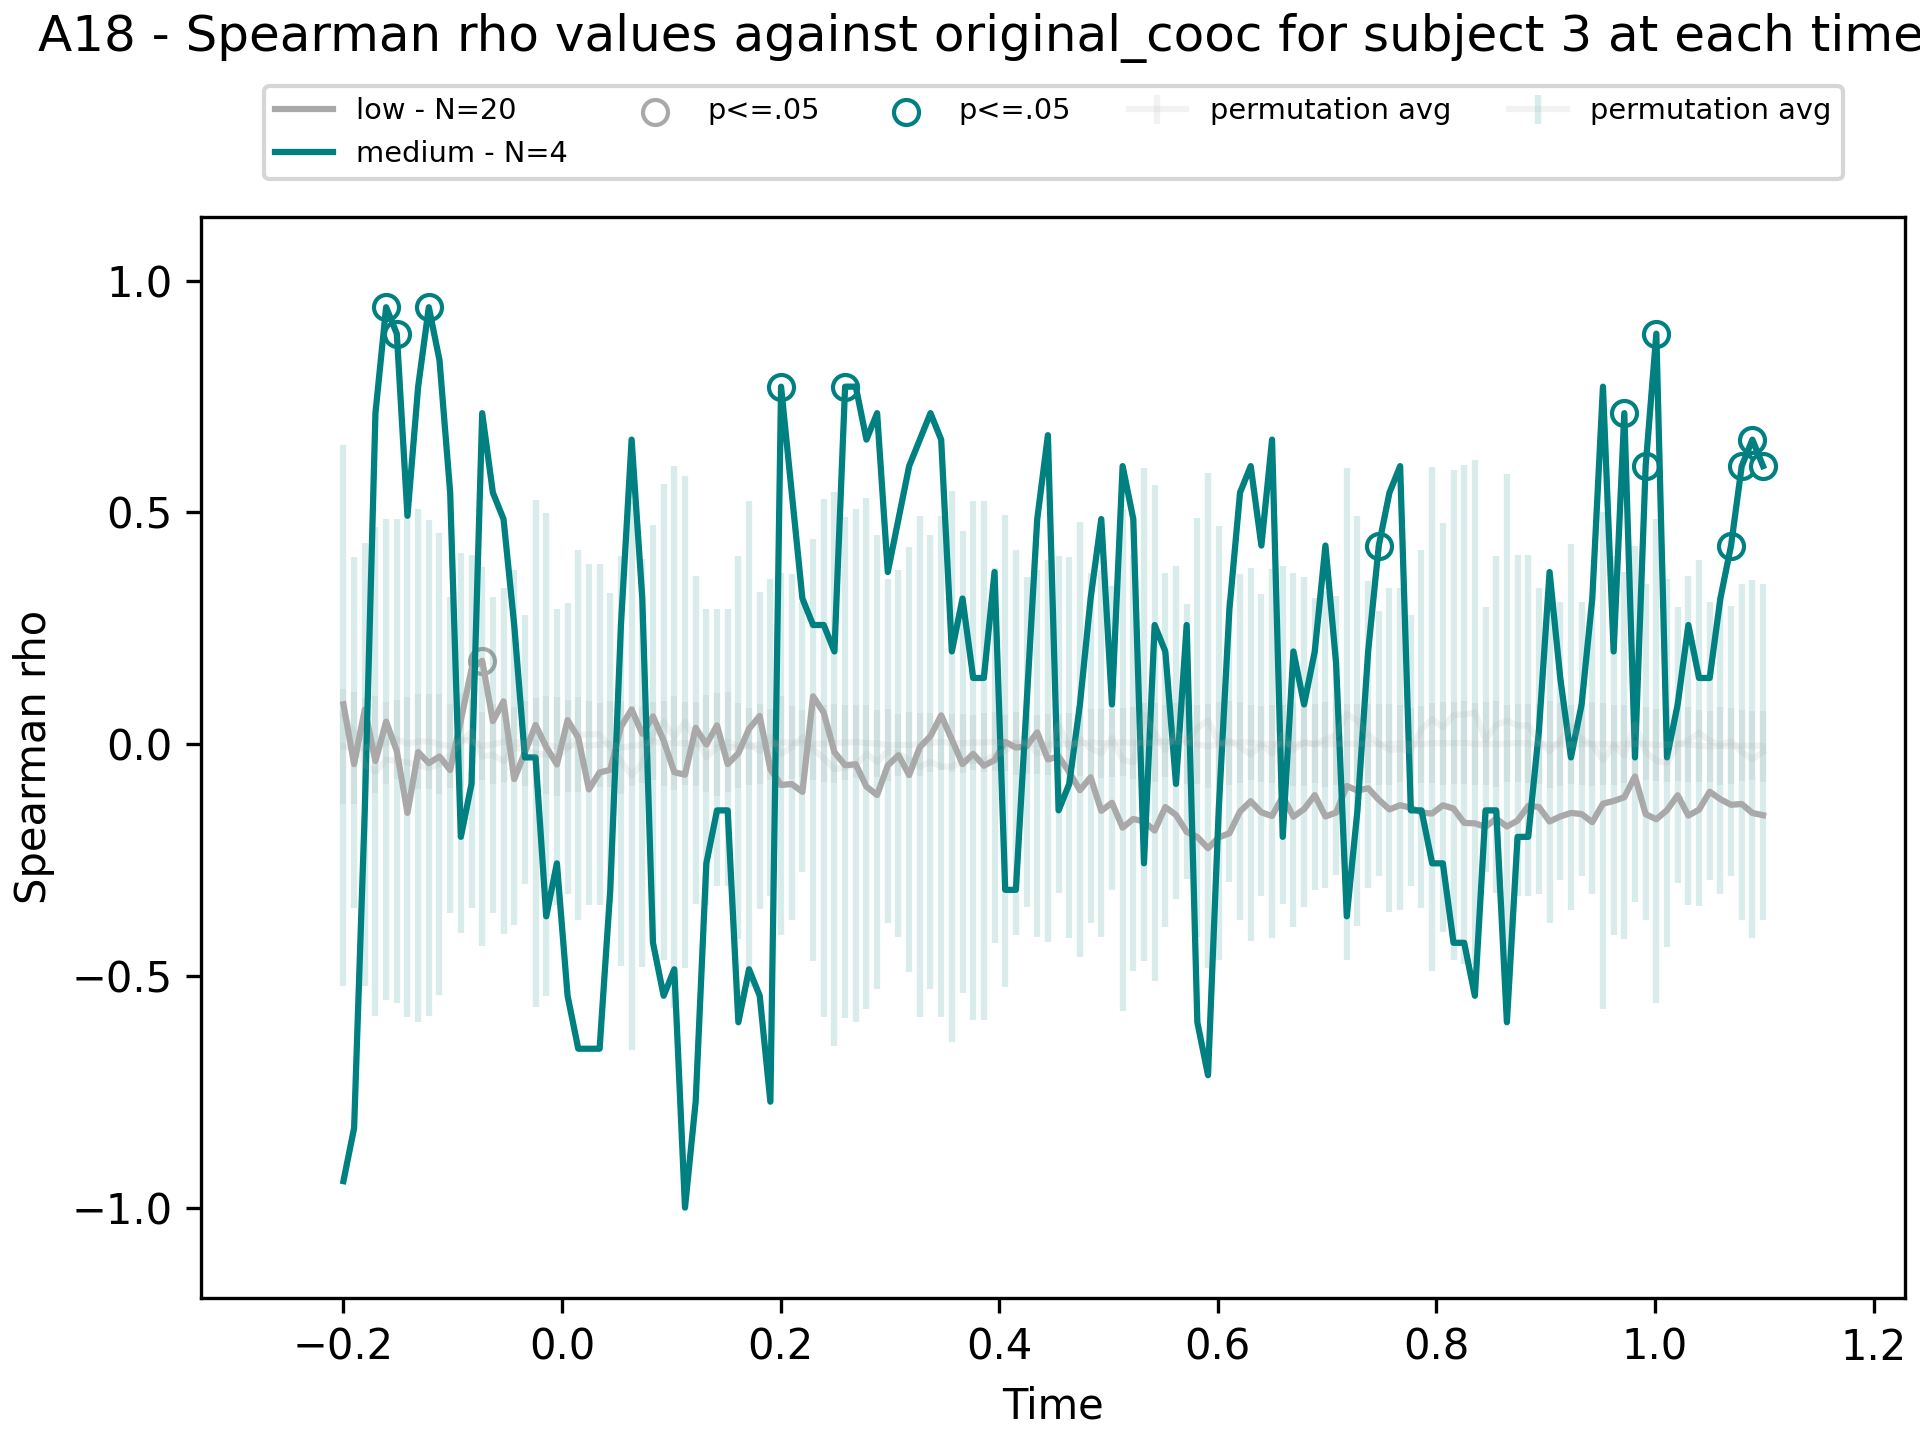 A18 - Spearman rho values against original_cooc for subject 3 at each time
low - N=20 p<=.05 p<=.05 permutation avg permutation avg
medium - N=4
1.0
0.5
0.0
−0.5
−1.0
Spearman rho
−0.2 0.0 0.2 0.4 0.6 0.8 1.0 1.2
Time